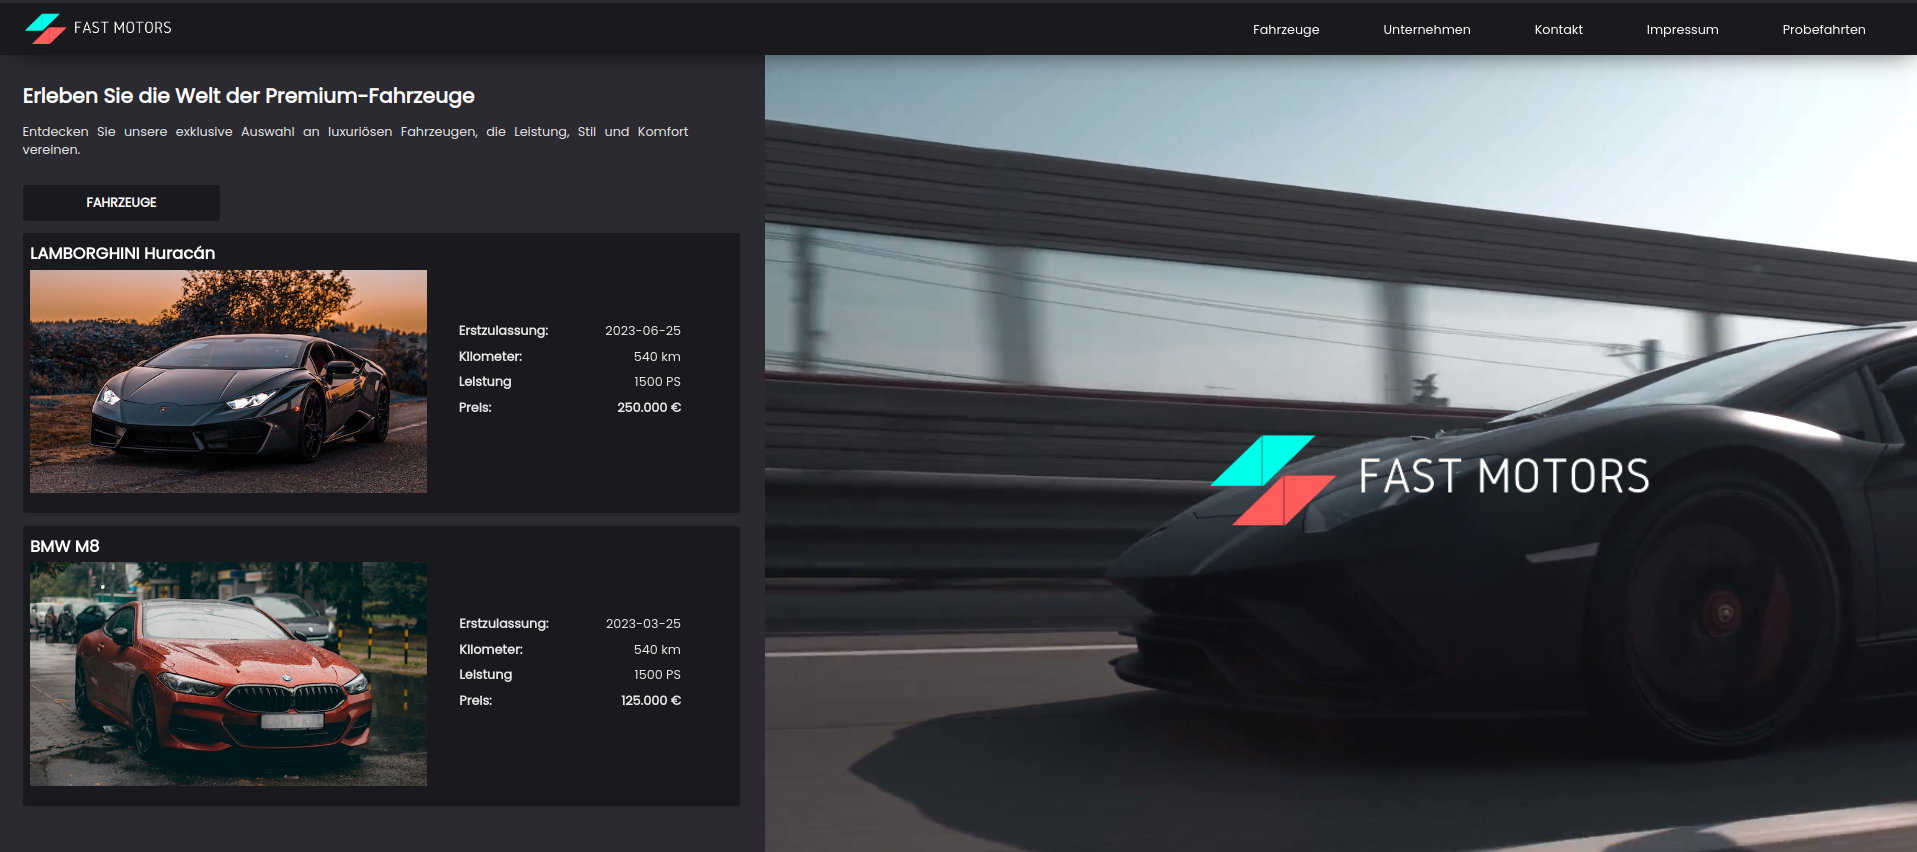 FAST MOTORS
Fahrzeuge
Unternehmen
Kontakt
Impressum
Probefahrten
Erleben Sie die Welt der Premium-Fahrzeuge
Entdecken Sie unsere exklusive Auswahl an luxuriösen Fahrzeugen, die Leistung, Stil und Komfort
vereinen.
FAHRZEUGE
LAMBORGHINI Huracán
Erstzulassung: 2023-06-25
Kilometer: 540 km
Leistung 1500 PS
Preis: 250.000 €
BMW M8
Erstzulassung: 2023-03-25
Kilometer: 540 km
Leistung 1500 PS
Preis: 125.000 €
FAST MOTORS